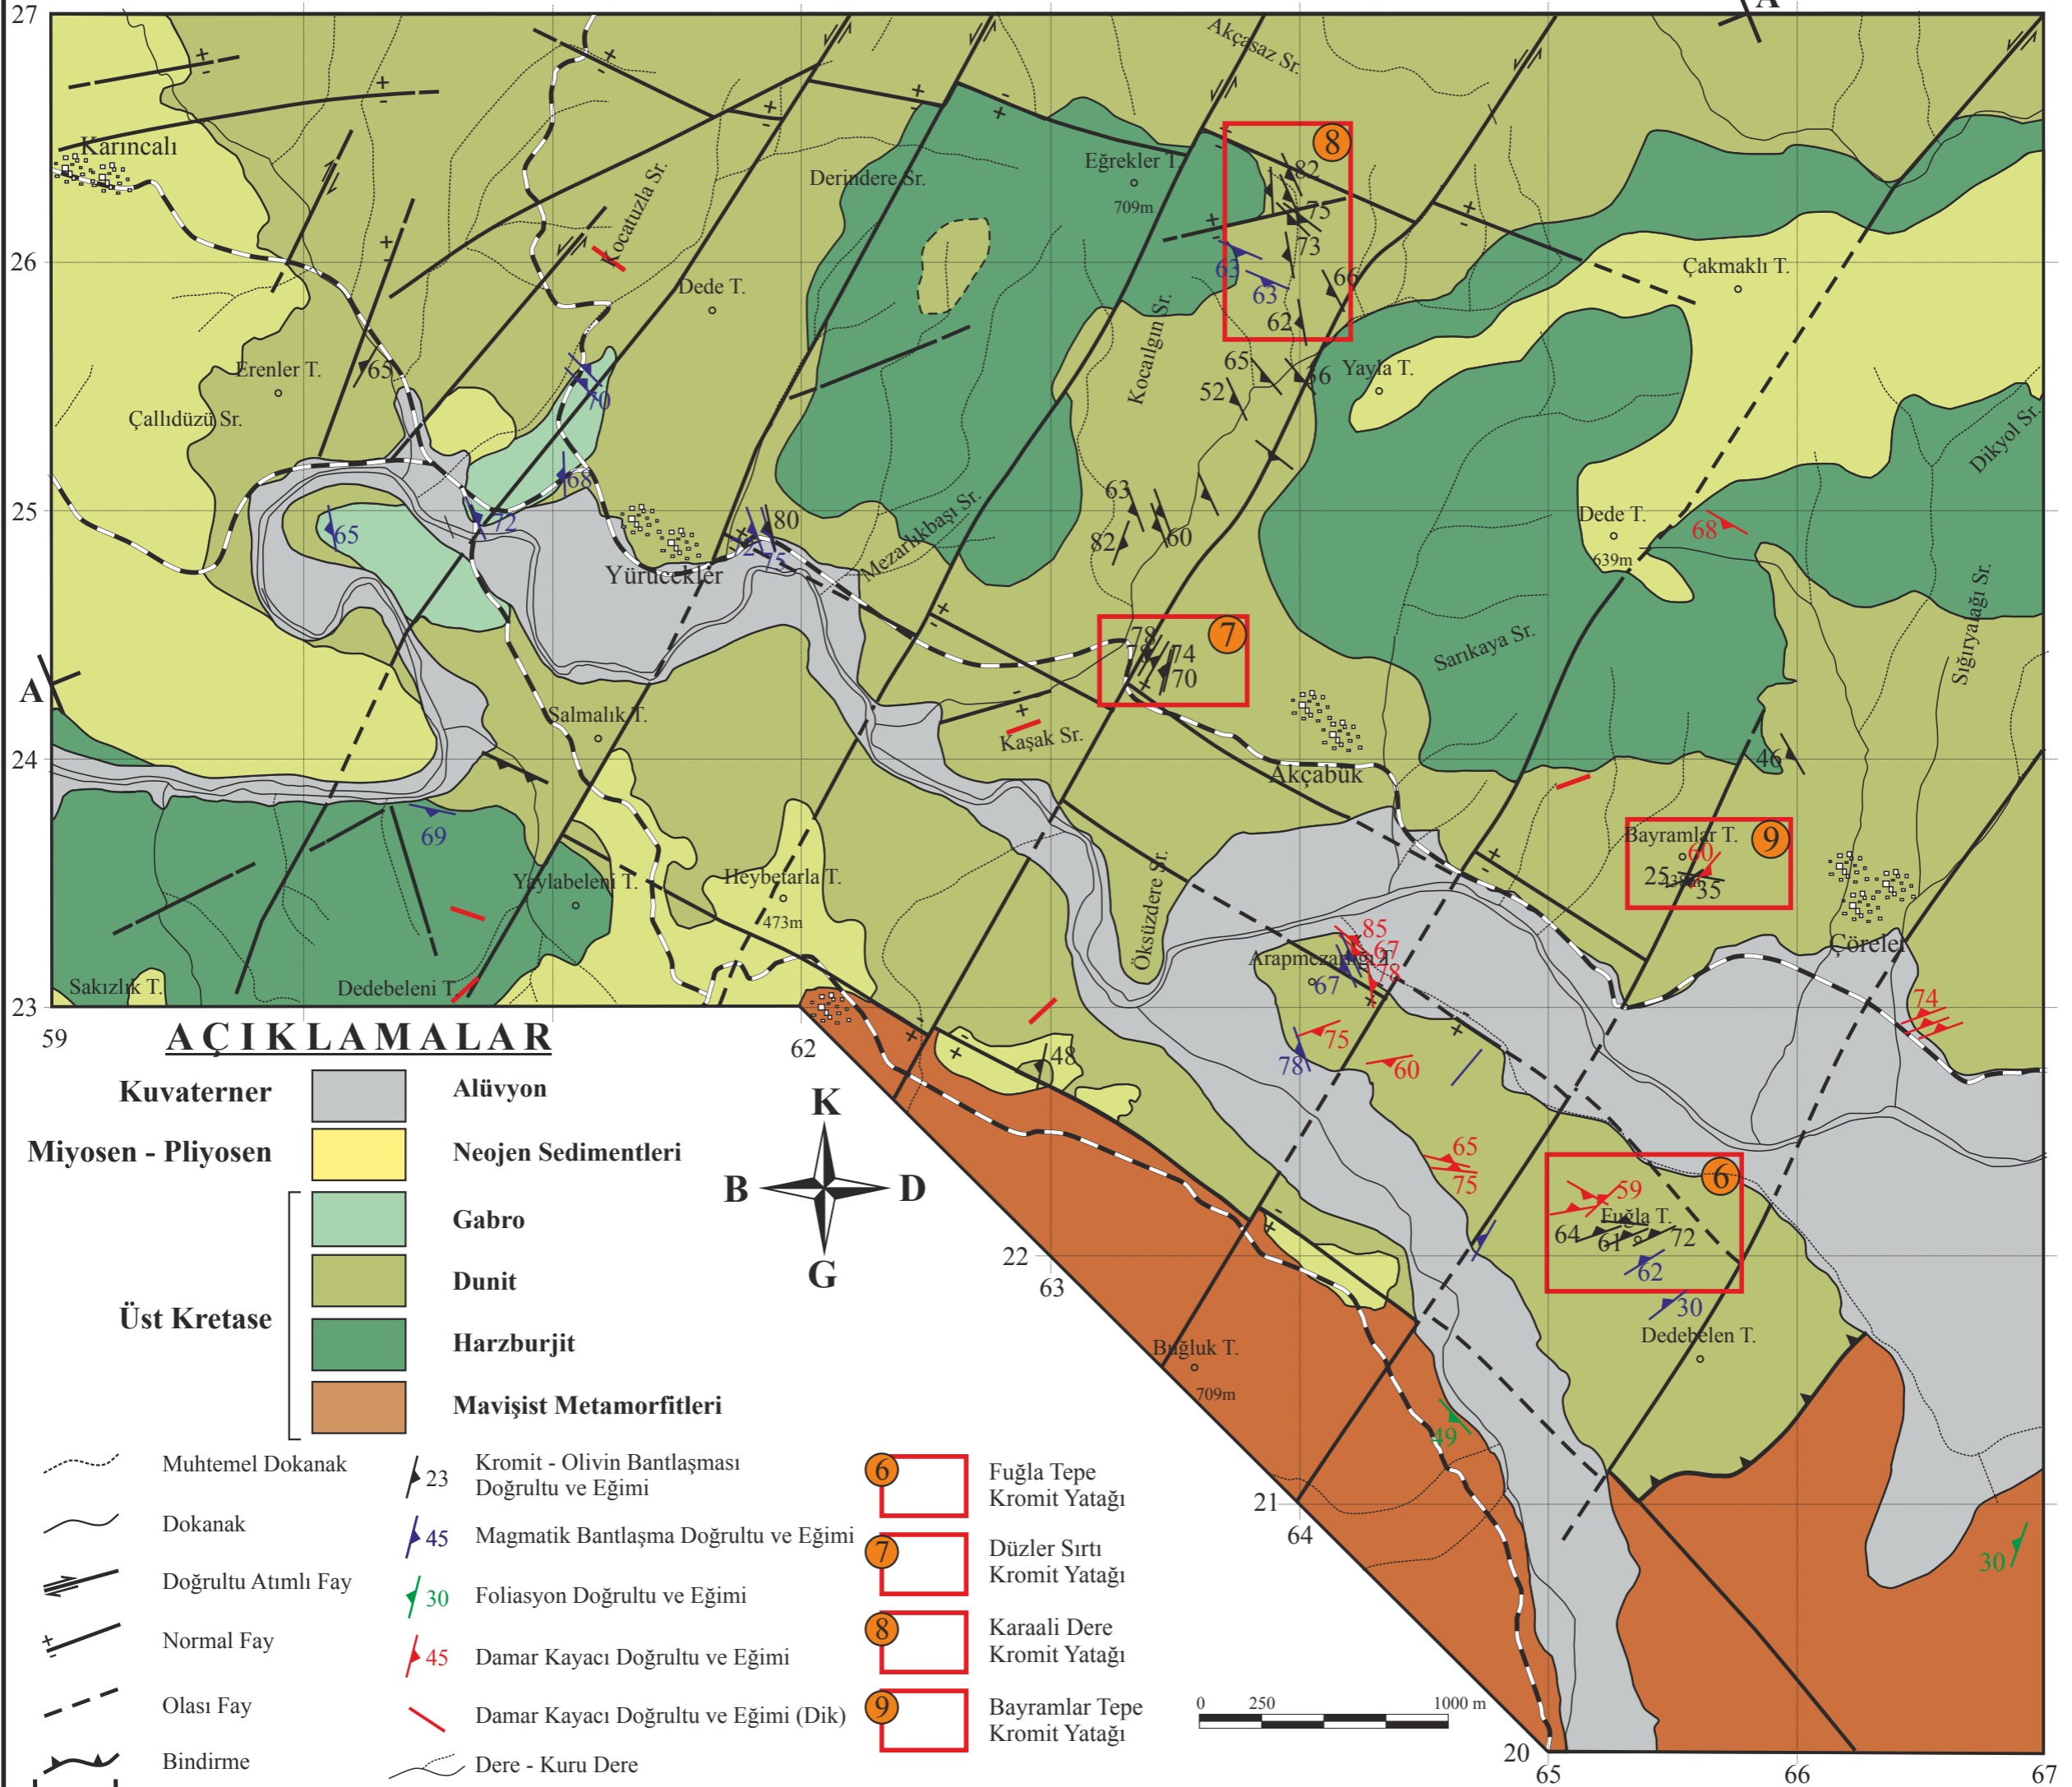 27
A
Akçasaz Sr.
+
-
Karıncalı
Kocatuzla Sr.
Derindere Sr.
Eğrekler T.
709m
8
82
75
73
63
63
66
62
26
Dede T.
Çakmaklı T.
Erenler T.
65
Çallıdüzü Sr.
70
Kocailgın Sr.
65
52
36
Yayla T.
Dikyol Sr.
68
25
65
72
80
75
63
82
60
Dede T.
639m
68
Yürücekler
Mezarlıkbaşı Sr.
7
78
78
74
70
Sarıkaya Sr.
Sığıryalağı Sr.
A
Salmalık T.
Kaşak Sr.
24
Akçabük
46
69
Bayramlar T.
9
60
25
35
Yaylabeleni T.
Heybetarla T.
473m
Öksüzdere Sr.
Çöreler
85
67
78
Arapmezarlığı T.
67
Sakızlık T.
Dedebeleni T.
23
59
62
74
75
78
60
48
65
75
6
59
Fuğla T.
64
61
72
62
30
Dedebelen T.
22
63
Buğluk T.
709m
49
21
64
30
20
65
66
67
AÇIKLAMALAR
Kuvaterner
Alüvyon
Miyosen - Pliyosen
Neojen Sedimentleri
Gabro
Dunit
Üst Kretase
Harzburjit
Mavişist Metamorfitleri
K
B
D
G
Muhtemel Dokanak
Dokanak
Doğrultu Atımlı Fay
Normal Fay
Olası Fay
Bindirme
23
Kromit - Olivin Bantlaşması
Doğrultu ve Eğimi
45
Magmatik Bantlaşma Doğrultu ve Eğimi
30
Foliasyon Doğrultu ve Eğimi
45
Damar Kayacı Doğrultu ve Eğimi
Damar Kayacı Doğrultu ve Eğimi (Dik)
Dere - Kuru Dere
6
Fuğla Tepe
Kromit Yatağı
7
Düzler Sırtı
Kromit Yatağı
8
Karaali Dere
Kromit Yatağı
9
Bayramlar Tepe
Kromit Yatağı
0 250 1000 m